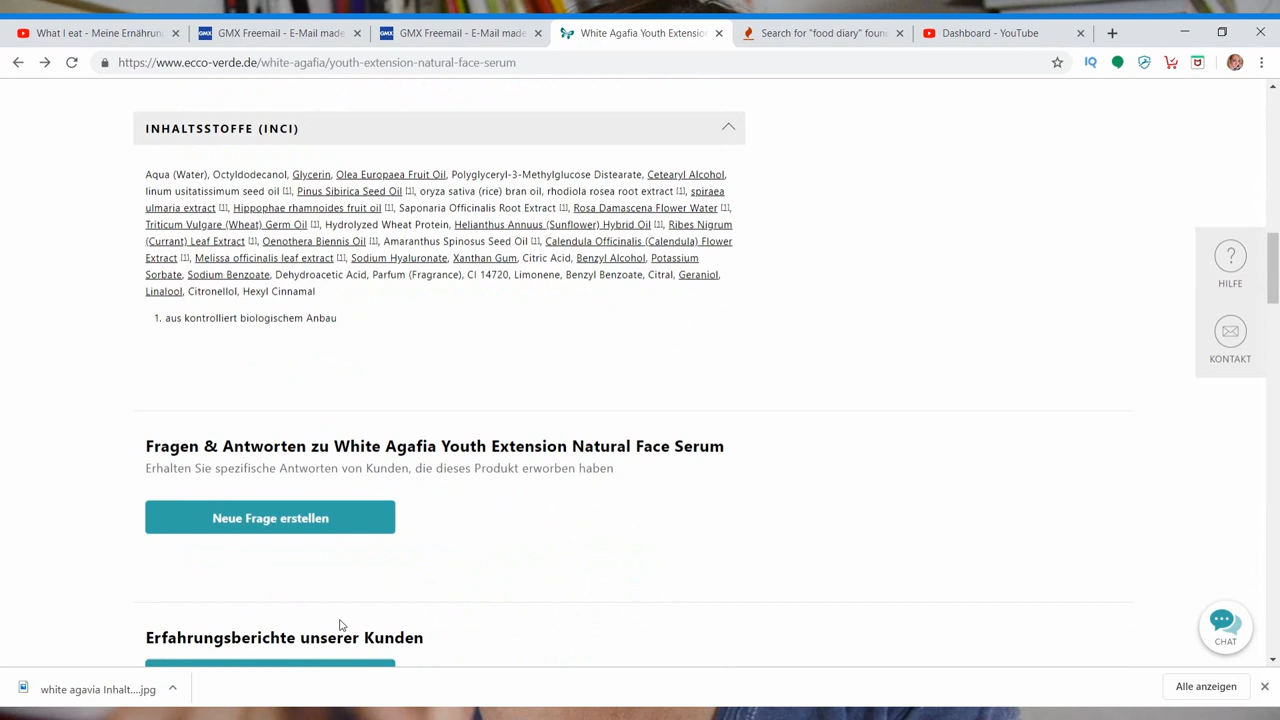 What I eat - Meine Ernährun
GMX Freemail - E-Mail made
GMX Freemail - E-Mail made
White Agafia Youth Extension
Search for "food diary" foun
Dashboard - YouTube
https://www.ecco-verde.de/white-agafia/youth-extension-natural-face-serum
IQ
INHALTSSTOFFE (INCI)
Aqua (Water), Octyldodecanol, Glycerin, Olea Europaea Fruit Oil, Polyglyceryl-3-Methylglucose Distearate, Cetearyl Alcohol,
linum usitatissimum seed oil [1], Pinus Sibirica Seed Oil [1], oryza sativa (rice) bran oil, rhodiola rosea root extract [1], spiraea
ulmaria extract [1], Hippophae rhamnoides fruit oil [1], Saponaria Officinalis Root Extract [1], Rosa Damascena Flower Water [1],
Triticum Vulgare (Wheat) Germ Oil [1], Hydrolyzed Wheat Protein, Helianthus Annuus (Sunflower) Hybrid Oil [1], Ribes Nigrum
(Currant) Leaf Extract [1], Oenothera Biennis Oil [1], Amaranthus Spinosus Seed Oil [1], Calendula Officinalis (Calendula) Flower
Extract [1], Melissa officinalis leaf extract [1], Sodium Hyaluronate, Xanthan Gum, Citric Acid, Benzyl Alcohol, Potassium
Sorbate, Sodium Benzoate, Dehydroacetic Acid, Parfum (Fragrance), CI 14720, Limonene, Benzyl Benzoate, Citral, Geraniol,
Linalool, Citronellol, Hexyl Cinnamal
1. aus kontrolliert biologischem Anbau
HILFE
KONTAKT
Fragen & Antworten zu White Agafia Youth Extension Natural Face Serum
Erhalten Sie spezifische Antworten von Kunden, die dieses Produkt erworben haben
Neue Frage erstellen
CHAT
Erfahrungsberichte unserer Kunden
white agavia Inhalt....jpg
Alle anzeigen